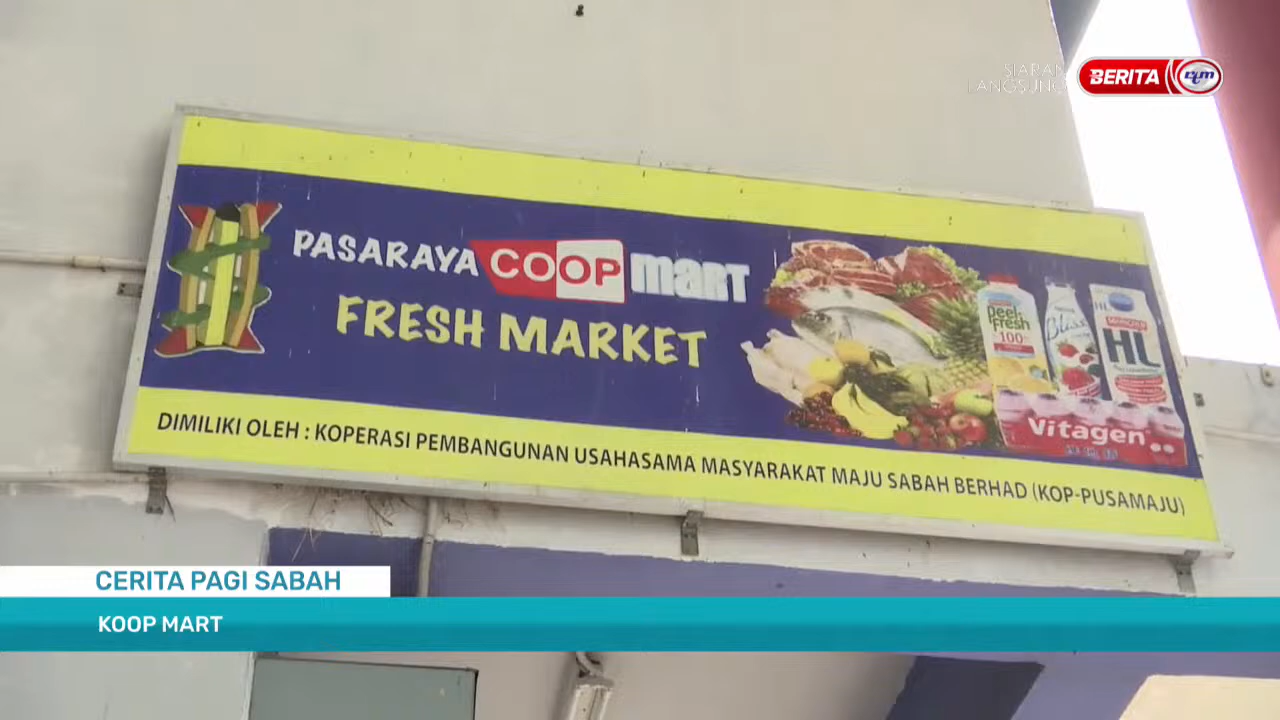 SIARAN
LANGSUNG
BERITA rtm
PASARAYA COOP mart
FRESH MARKET
Peel Fresh
100%
Bliss
HL
Vitagen
DIMILIKI OLEH : KOPERASI PEMBANGUNAN USAHASAMA MASYARAKAT MAJU SABAH BERHAD (KOP-PUSAMAJU)
CERITA PAGI SABAH
KOOP MART